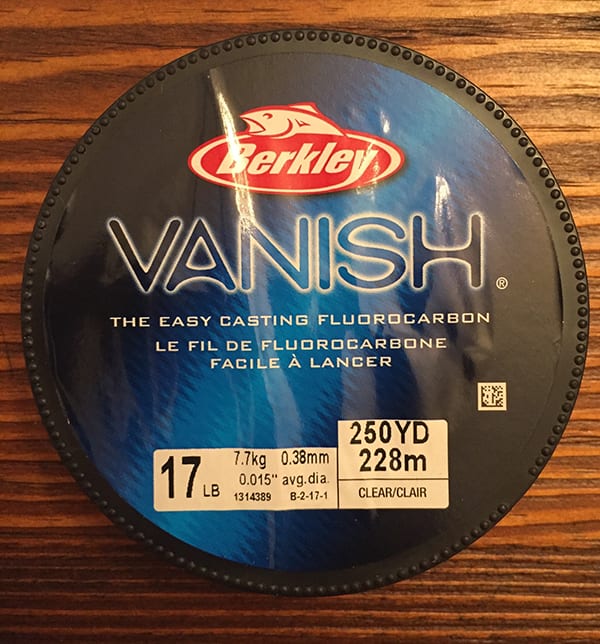 Berkley
VANISH®
THE EASY CASTING FLUOROCARBON
LE FIL DE FLUOROCARBONE
FACILE À LANCER
17 LB
7.7kg 0.38mm
0.015" avg.dia.
1314389 B-2-17-1
250YD
228m
CLEAR/CLAIR